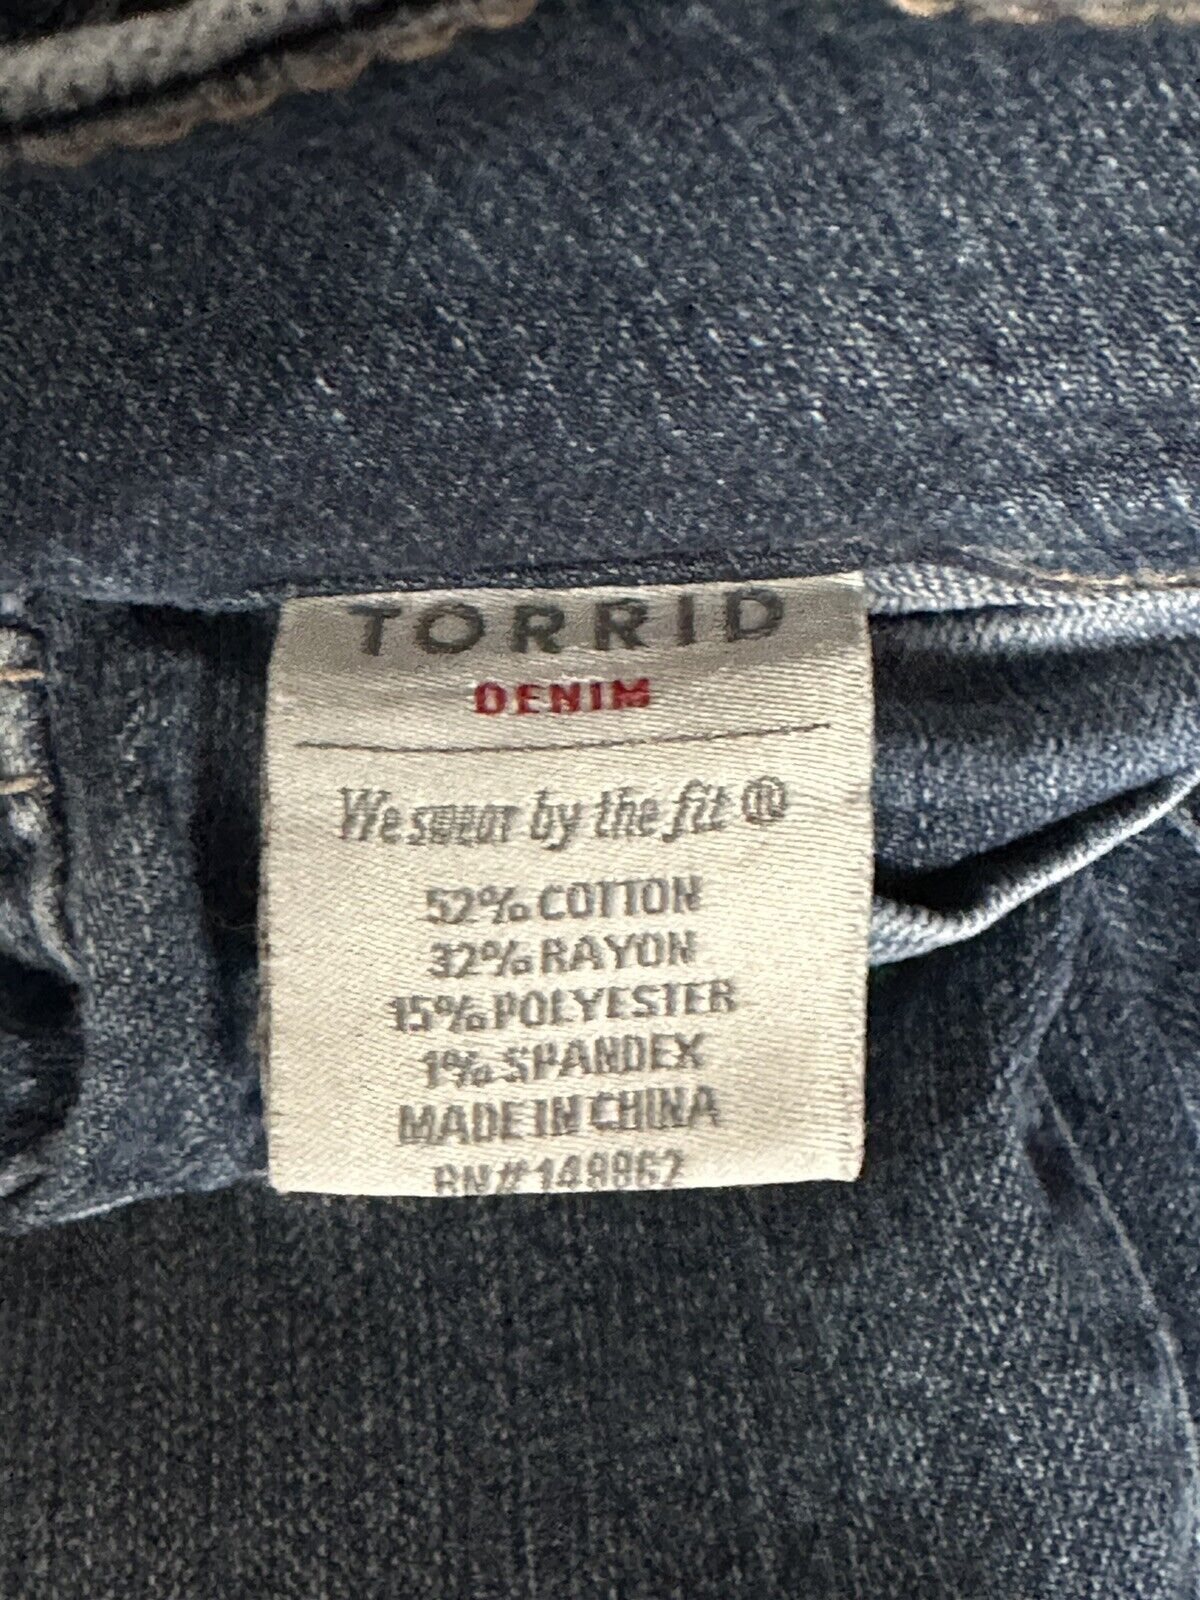 TORRID
DENIM
We swear by the fit ®
52% COTTON
32% RAYON
15% POLYESTER
1% SPANDEX
MADE IN CHINA
RN# 148862